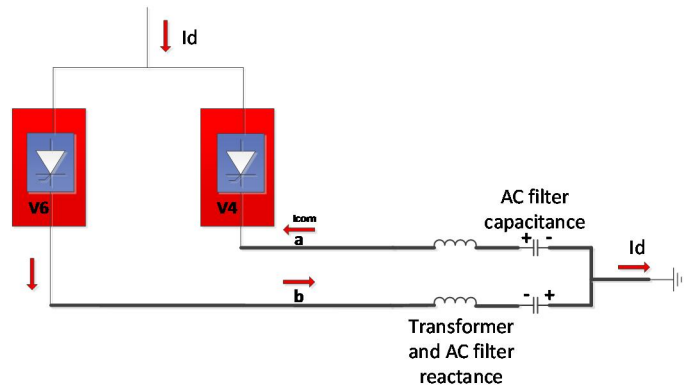 Id
V6
V4
Icom
a
AC filter
capacitance
+ -
Id
b
- +
Transformer
and AC filter
reactance